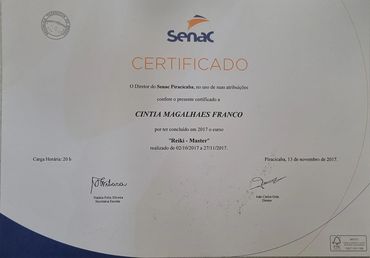 Senac
CERTIFICADO
O Diretor do Senac Piracicaba, no uso de suas atribuições
confere o presente certificado a
CINTIA MAGALHAES FRANCO
por ter concluído em 2017 o curso
"Reiki - Master"
realizado de 02/10/2017 a 27/11/2017.
Carga Horária: 20 h
Piracicaba, 13 de novembro de 2017.
Diretor
FSC